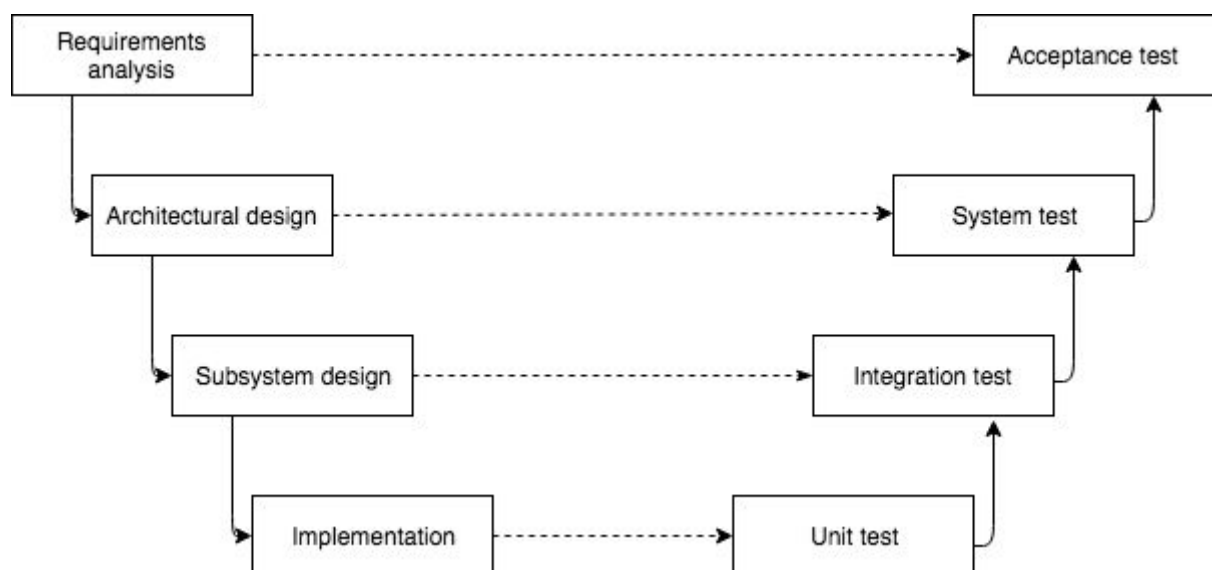 Requirements
analysis
Acceptance test
Architectural design
System test
Subsystem design
Integration test
Implementation
Unit test